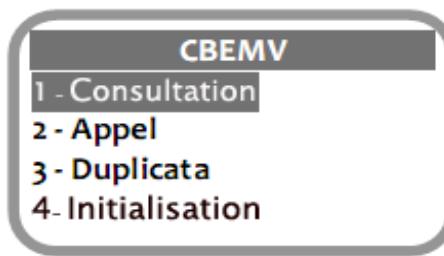 CBEMV
1 - Consultation
2 - Appel
3 - Duplicata
4- Initialisation